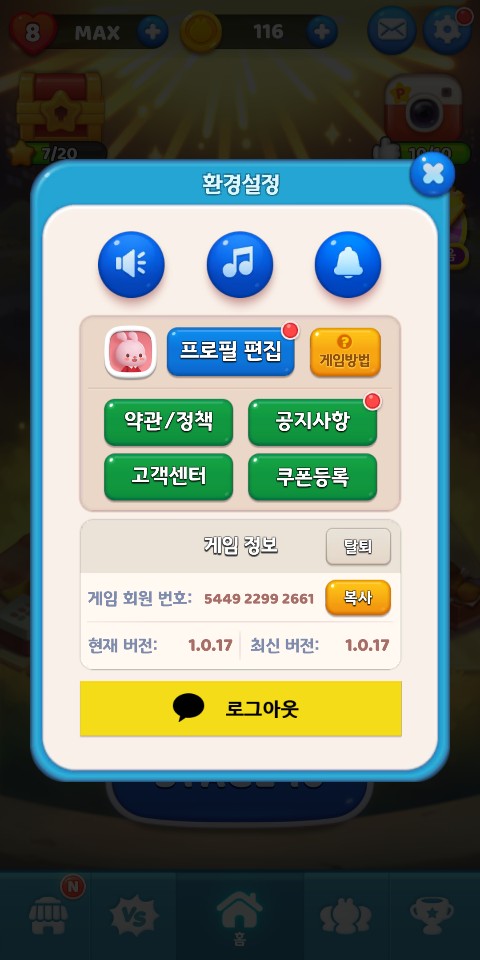 8 MAX 116
7/20 10/10
환경설정
프로필 편집
게임방법
약관/정책 공지사항
고객센터 쿠폰등록
게임 정보 탈퇴
게임 회원 번호: 5449 2299 2661 복사
현재 버전: 1.0.17 최신 버전: 1.0.17
로그아웃
N
VS
홈